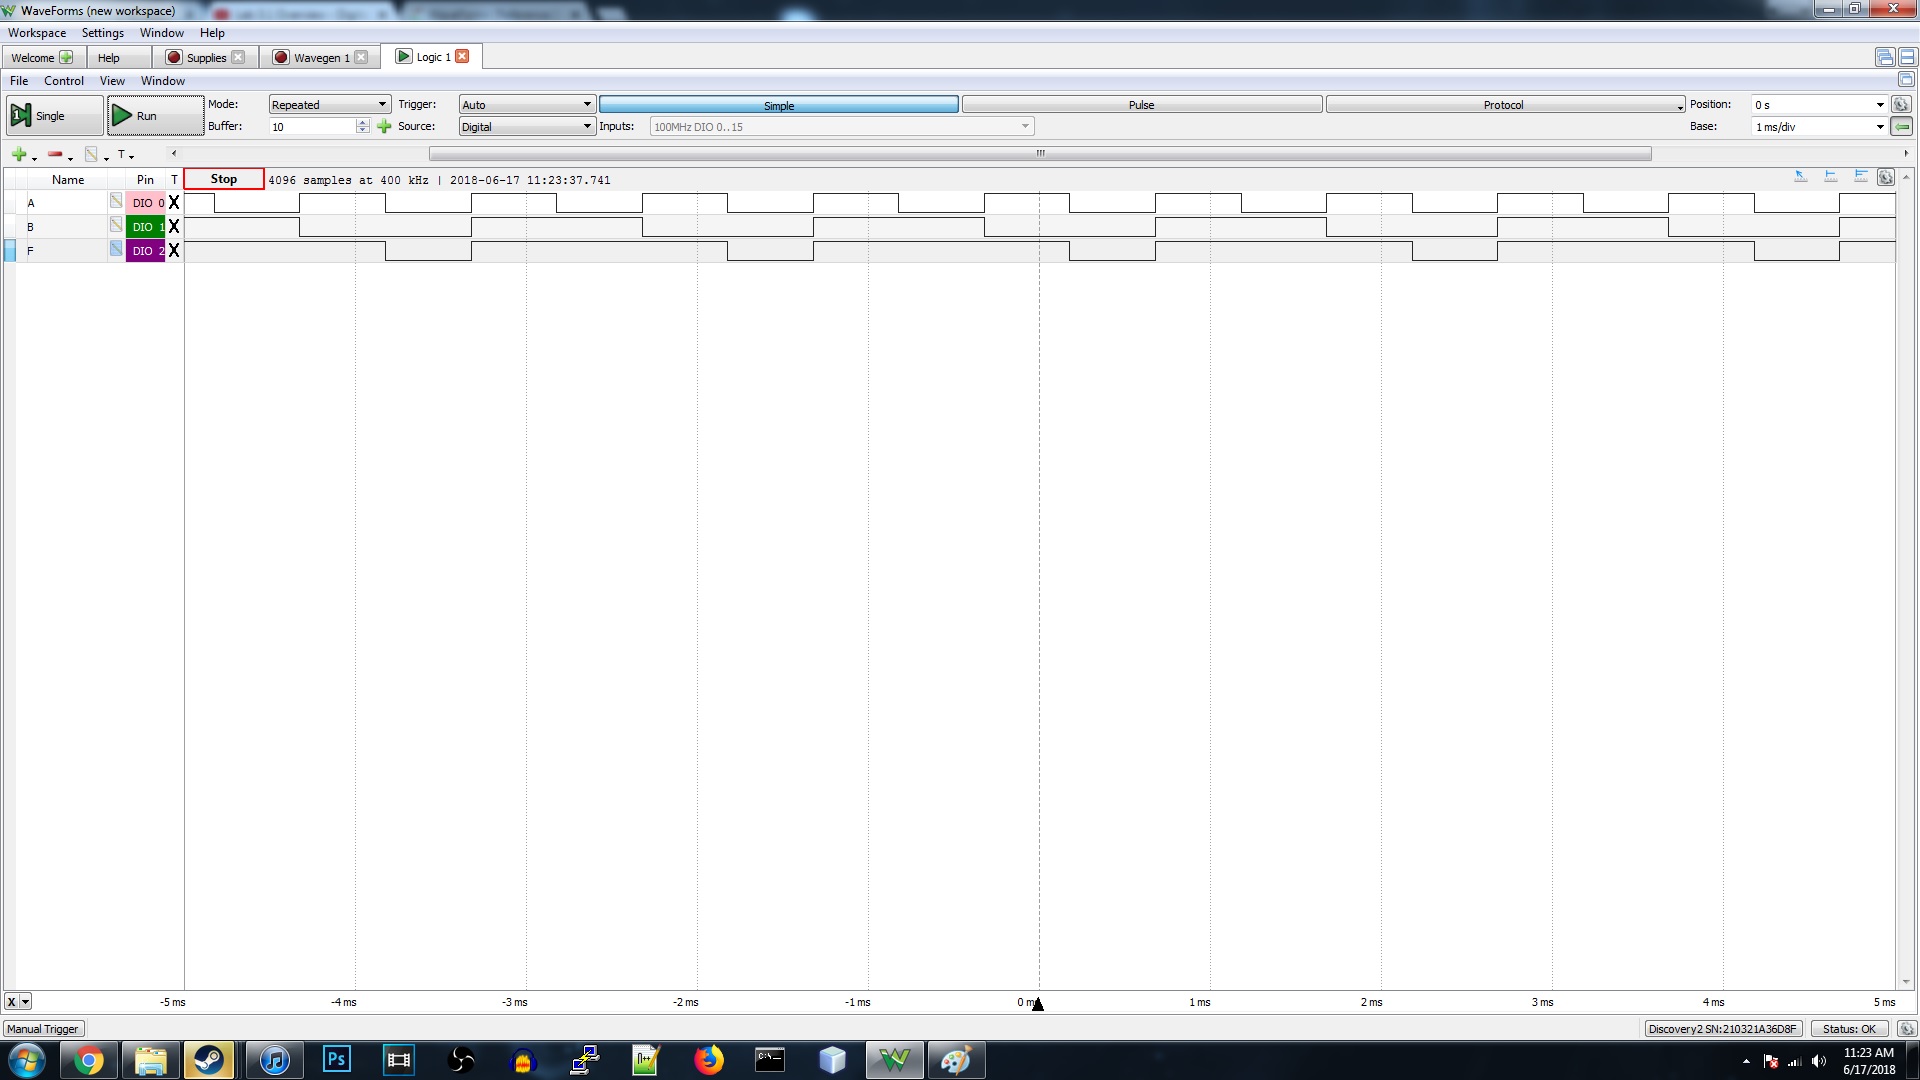 WaveForms (new workspace)
Workspace Settings Window Help
Welcome Help Supplies Wavegen 1 Logic 1
File Control View Window
Single Run Mode: Repeated Trigger: Auto Simple Pulse Protocol Position: 0 s
Buffer: 10 Source: Digital Inputs: 100MHz DIO 0..15 Base: 1 ms/div
T
Name Pin T Stop 4096 samples at 400 kHz | 2018-06-17 11:23:37.741
A DIO 0 X
B DIO 1 X
F DIO 2 X
X -5 ms -4 ms -3 ms -2 ms -1 ms 0 m 1 ms 2 ms 3 ms 4 ms 5 ms
Manual Trigger Discovery2 SN:210321A36D8F Status: OK
Ps
11:23 AM
6/17/2018